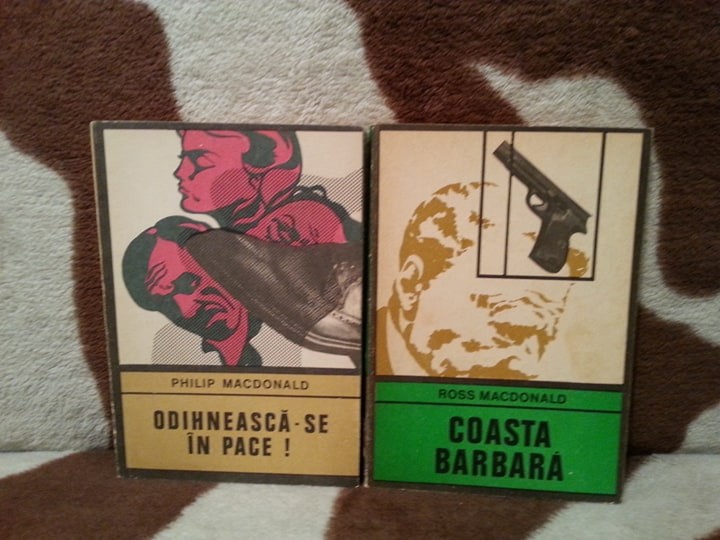 PHILIP MACDONALD
ODIHNEASCĂ-SE
ÎN PACE !
ROSS MACDONALD
COASTA
BARBARĂ